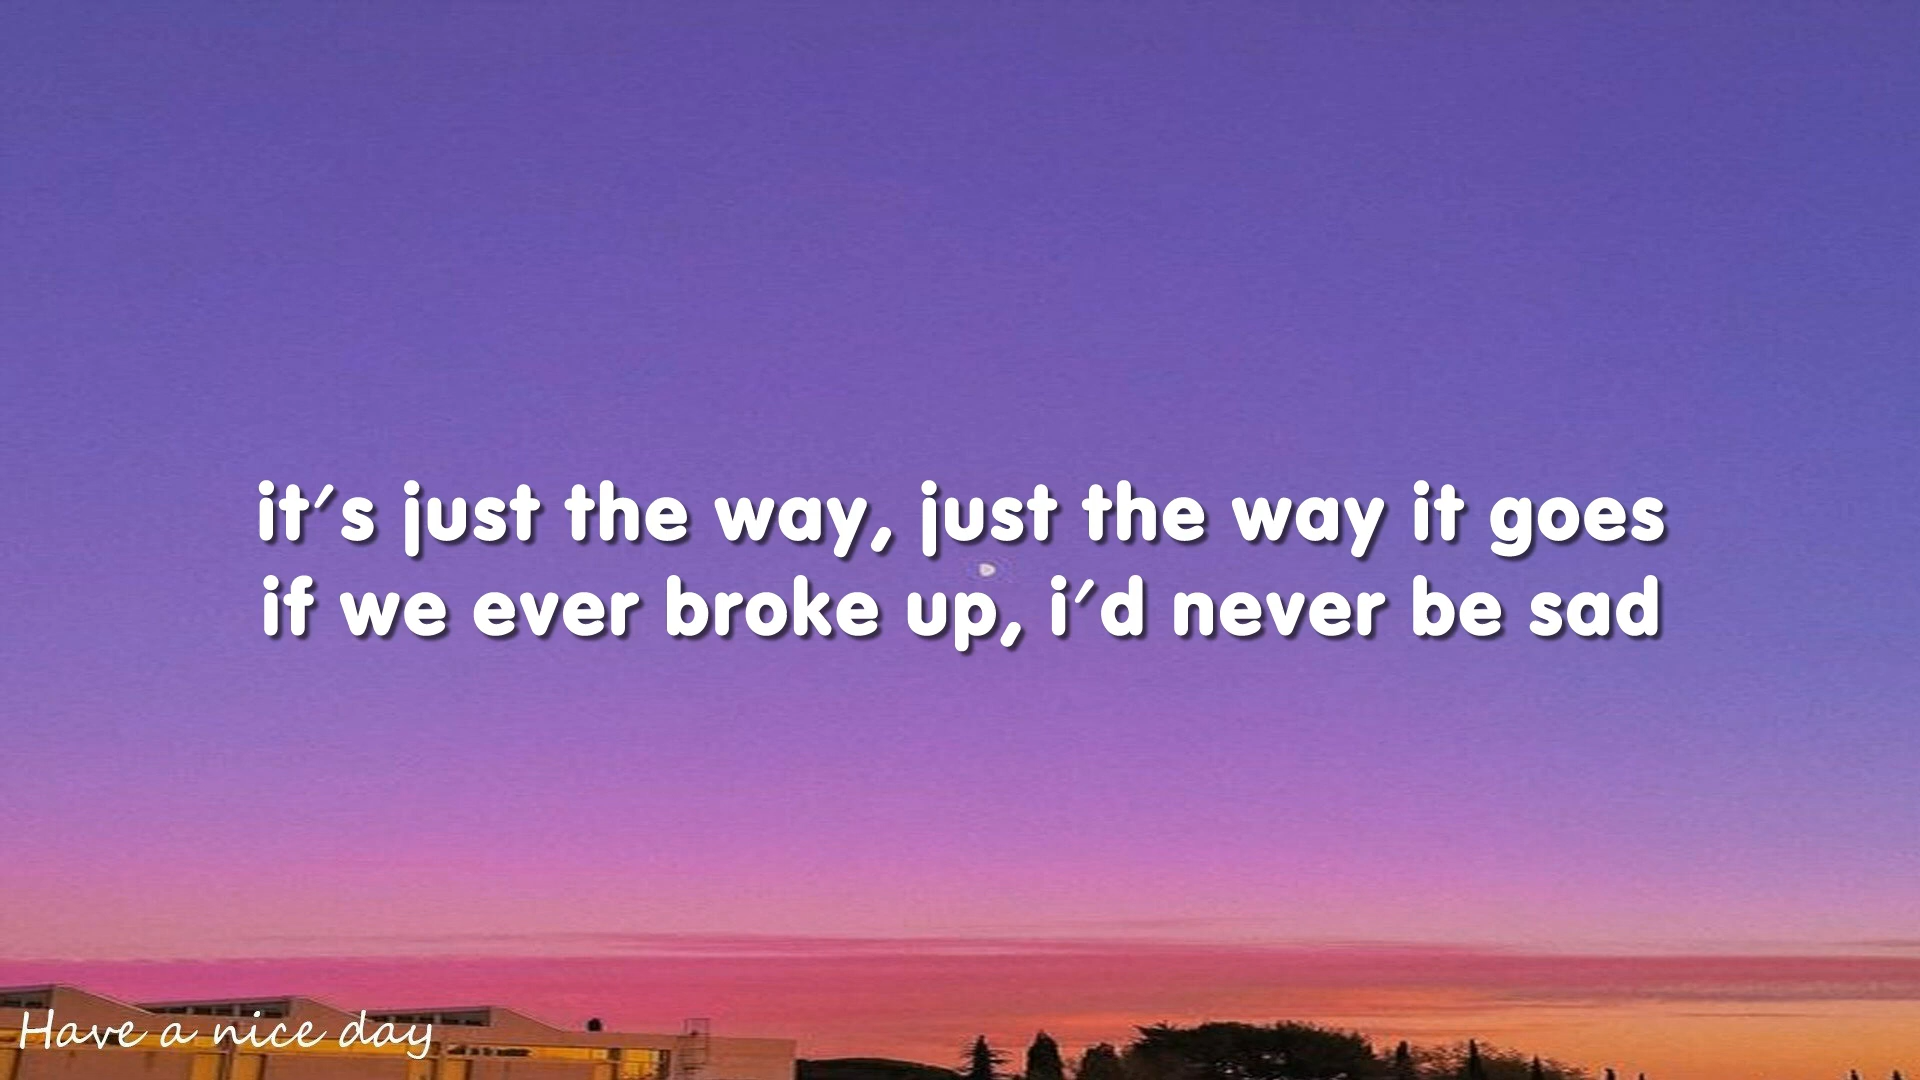 it's just the way, just the way it goes
if we ever broke up, i'd never be sad
Have a nice day